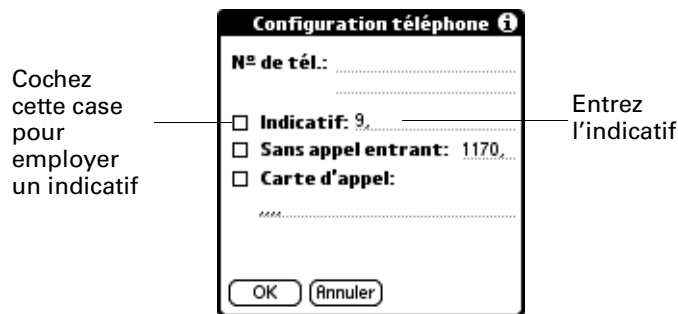 Configuration téléphone
Nº de tél.:
Cochez
cette case
pour
employer
un indicatif
Indicatif: 9,
Entrez
l’indicatif
Sans appel entrant: 1170,
Carte d'appel:
,,,,
OK Annuler